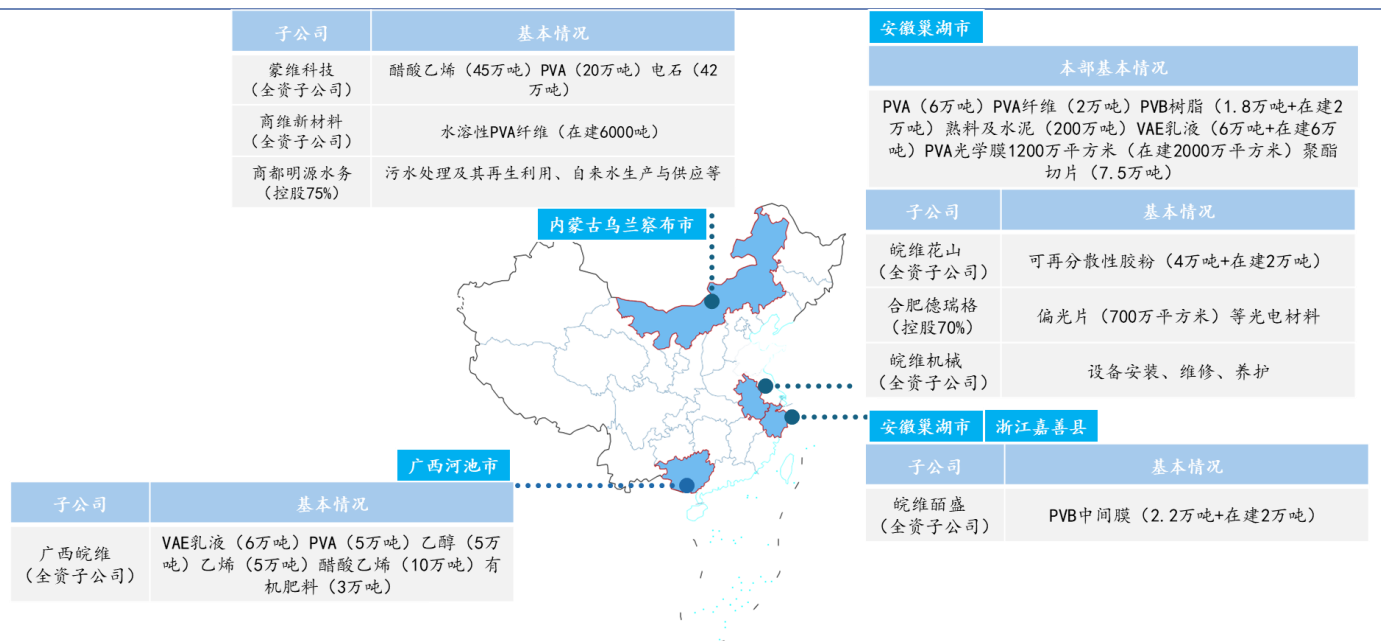 子公司 基本情况
蒙维科技
（全资子公司）
醋酸乙烯（45万吨）PVA（20万吨）电石（42
万吨）
商维新材料
（全资子公司）
水溶性PVA纤维（在建6000吨）
商都明源水务
（控股75%）
污水处理及其再生利用、自来水生产与供应等
内蒙古乌兰察布市
安徽巢湖市
本部基本情况
PVA（6万吨）PVA纤维（2万吨）PVB树脂（1.8万吨+在建2
万吨）熟料及水泥（200万吨）VAE乳液（6万吨+在建6万
吨）PVA光学膜1200万平方米（在建2000万平方米）聚酯
切片（7.5万吨）
子公司 基本情况
皖维花山
（全资子公司）
可再分散性胶粉（4万吨+在建2万吨）
合肥德瑞格
（控股70%）
偏光片（700万平方米）等光电材料
皖维机械
（全资子公司）
设备安装、维修、养护
安徽巢湖市 浙江嘉善县
子公司 基本情况
皖维皕盛
（全资子公司）
PVB中间膜（2.2万吨+在建2万吨）
广西河池市
子公司 基本情况
广西皖维
（全资子公司）
VAE乳液（6万吨）PVA（5万吨）乙醇（5万
吨）乙烯（5万吨）醋酸乙烯（10万吨）有
机肥料（3万吨）